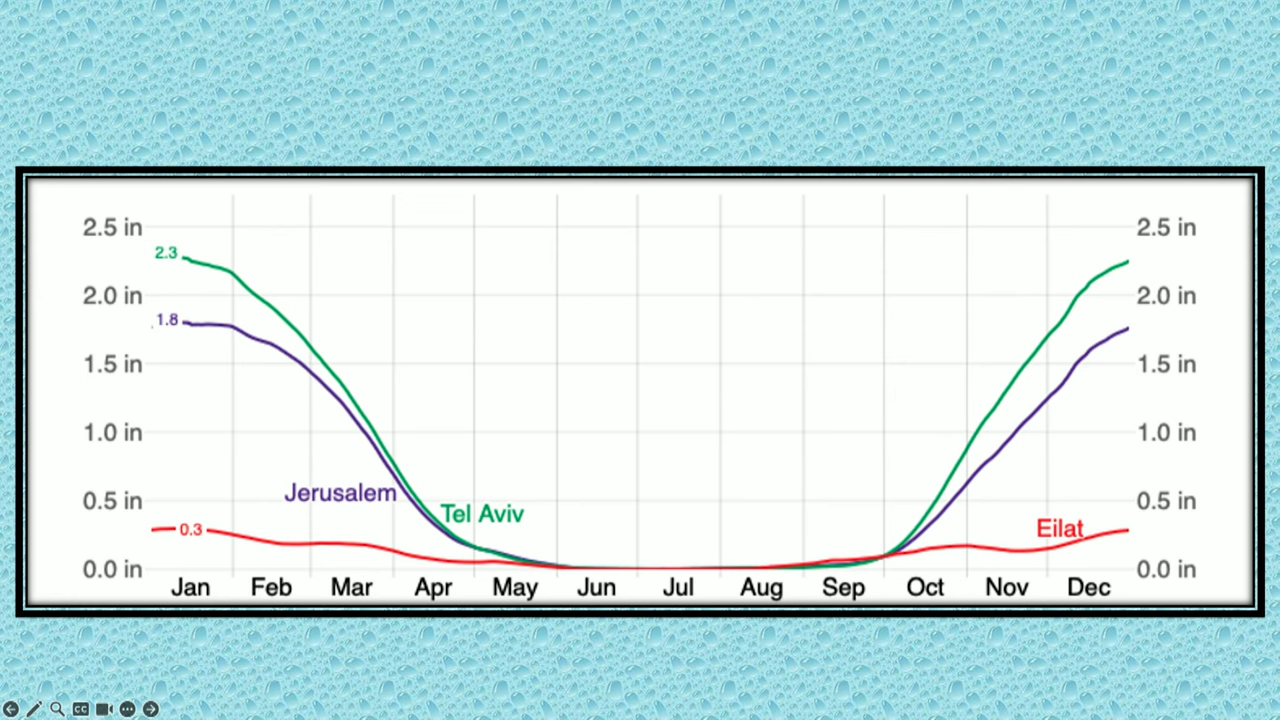 2.5 in 2.5 in
2.3
2.0 in 2.0 in
1.8
1.5 in 1.5 in
1.0 in 1.0 in
Jerusalem
0.5 in 0.5 in
Tel Aviv
0.3 Eilat
0.0 in 0.0 in
Jan Feb Mar Apr May Jun Jul Aug Sep Oct Nov Dec
CC